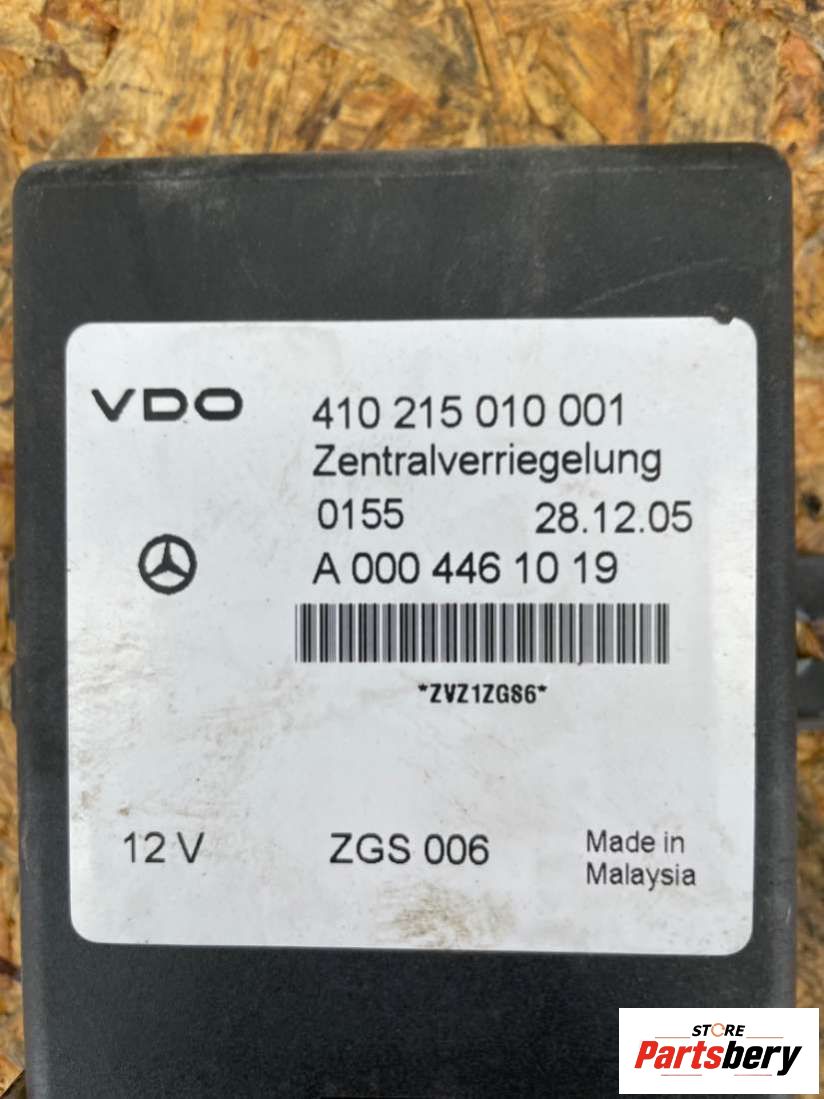 VDO
410 215 010 001
Zentralverriegelung
0155 28.12.05
A 000 446 10 19
*ZVZ1ZGS6*
12 V ZGS 006 Made in
Malaysia
STORE
Partsbery